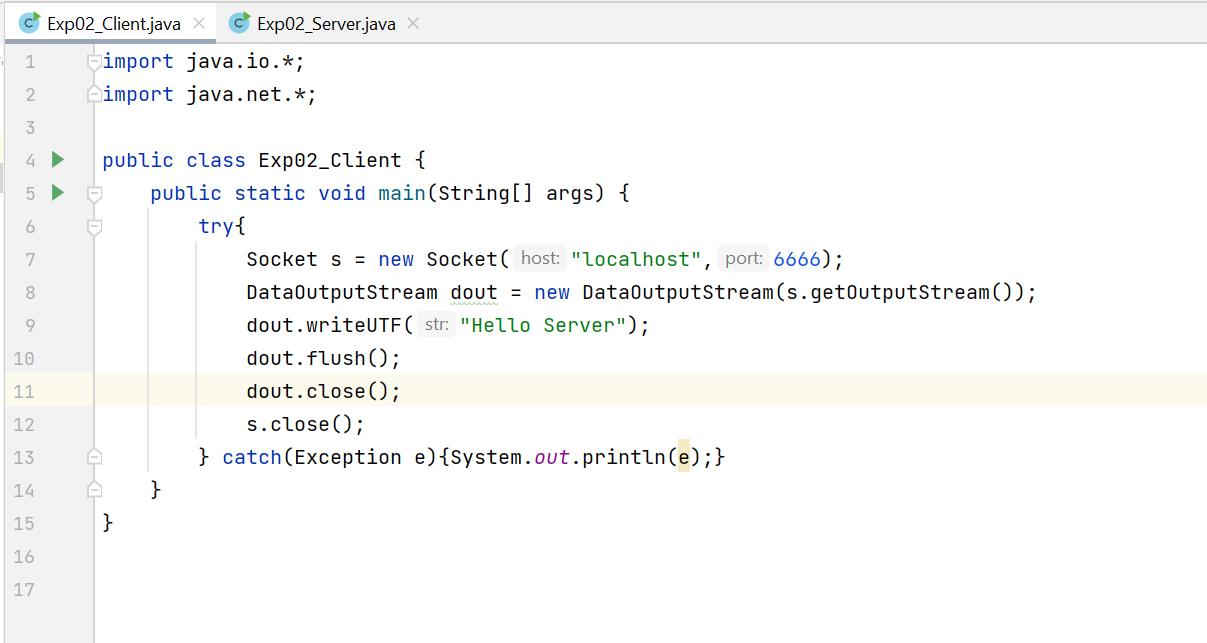 Exp02_Client.java Exp02_Server.java
1 import java.io.*;
2 import java.net.*;
3
4 public class Exp02_Client {
5 public static void main(String[] args) {
6 try{
7 Socket s = new Socket( host: "localhost", port: 6666);
8 DataOutputStream dout = new DataOutputStream(s.getOutputStream());
9 dout.writeUTF( str: "Hello Server");
10 dout.flush();
11 dout.close();
12 s.close();
13 } catch(Exception e){System.out.println(e);}
14 }
15 }
16
17